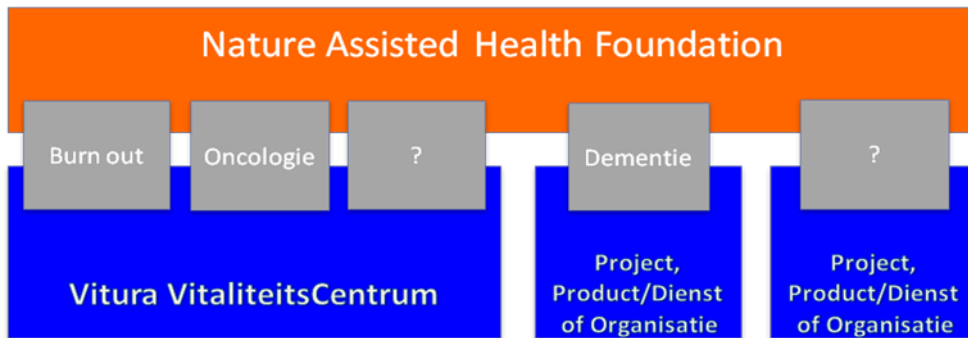 Nature Assisted Health Foundation
Burn out
Oncologie
?
Dementie
?
Vitura VitaliteitsCentrum
Project,
Product/Dienst
of Organisatie
Project,
Product/Dienst
of Organisatie